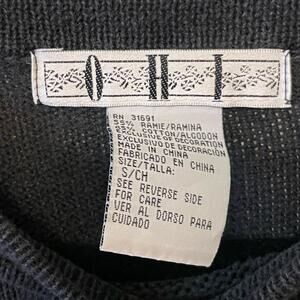 OHI
RN 31691
55% RAMIE/RAMINA
COTTON/ALGODON
EXCLUSIVE OF DECORATION
EXCLUSIVO DE DECORACION
MADE IN CHINA
FABRICADO EN CHINA
SIZE/TALLA:
S/CH
SEE REVERSE SIDE
FOR CARE
VER AL DORSO PARA
CUIDADO